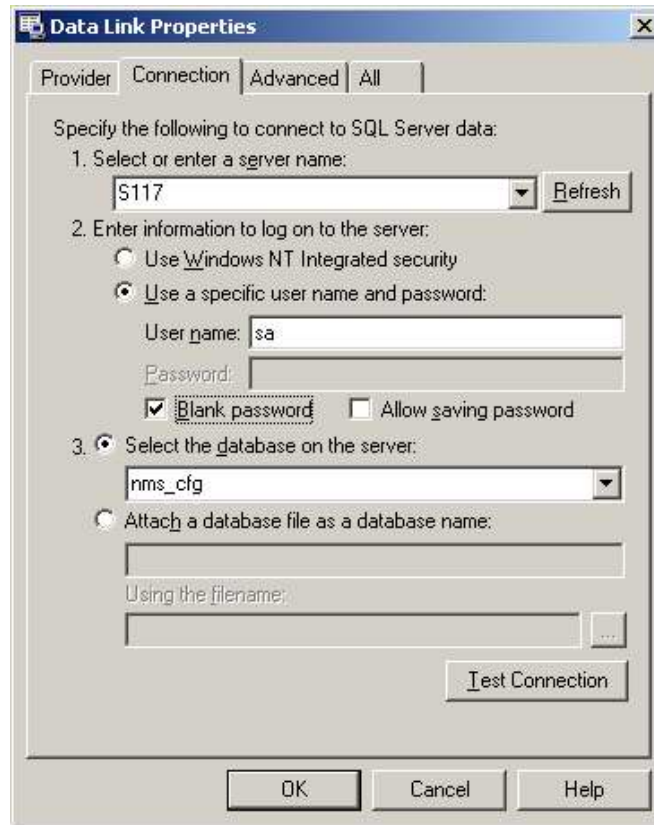 Data Link Properties
Provider Connection Advanced All
Specify the following to connect to SQL Server data:
1. Select or enter a server name:
S117 Refresh
2. Enter information to log on to the server:
Use Windows NT Integrated security
Use a specific user name and password:
User name: sa
Password:
Blank password Allow saving password
3. Select the database on the server:
nms_cfg
Attach a database file as a database name:
Using the filename:
...
Test Connection
OK Cancel Help